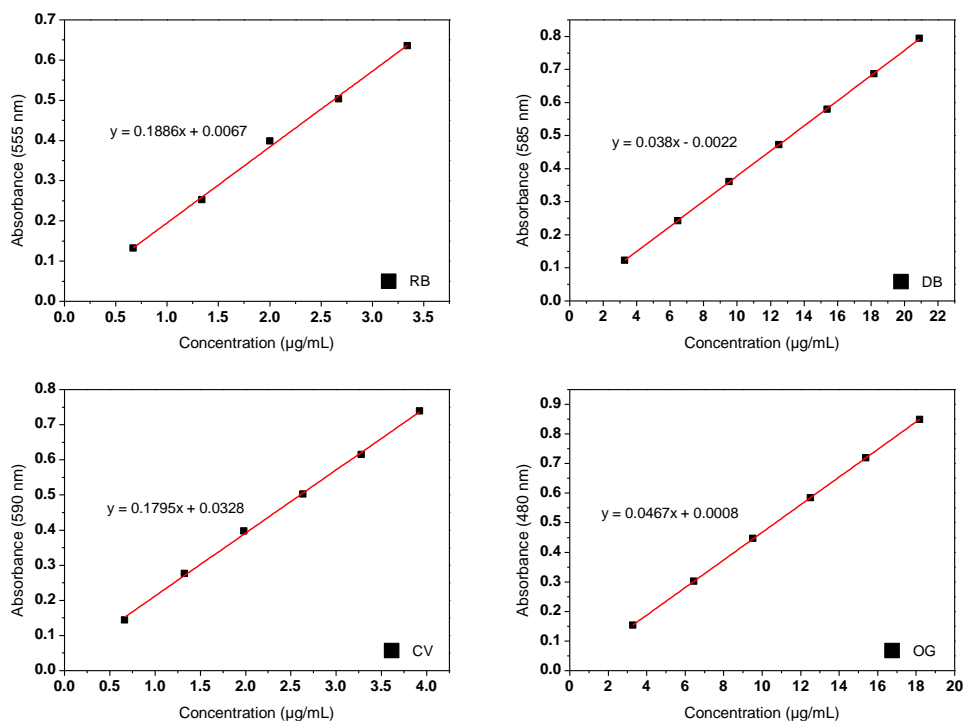 Absorbance (555 nm)
0.7
0.6
0.5
0.4
0.3
0.2
0.1
0.0
y = 0.1886x + 0.0067
RB
0.0 0.5 1.0 1.5 2.0 2.5 3.0 3.5
Concentration (µg/mL)
Absorbance (585 nm)
0.8
0.7
0.6
0.5
0.4
0.3
0.2
0.1
0.0
y = 0.038x - 0.0022
DB
0 2 4 6 8 10 12 14 16 18 20 22
Concentration (µg/mL)
Absorbance (590 nm)
0.8
0.7
0.6
0.5
0.4
0.3
0.2
0.1
0.0
y = 0.1795x + 0.0328
CV
0.0 0.5 1.0 1.5 2.0 2.5 3.0 3.5 4.0
Concentration (µg/mL)
Absorbance (480 nm)
0.9
0.8
0.7
0.6
0.5
0.4
0.3
0.2
0.1
0.0
y = 0.0467x + 0.0008
OG
0 2 4 6 8 10 12 14 16 18 20
Concentration (µg/mL)